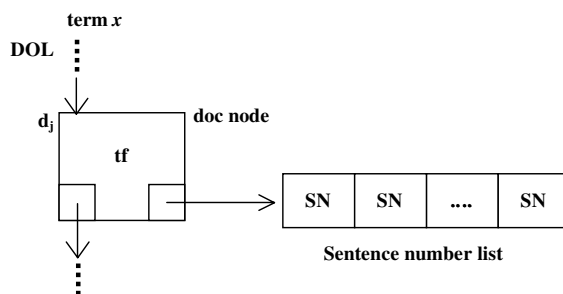 term x
DOL
dj
doc node
tf
SN SN .... SN
Sentence number list